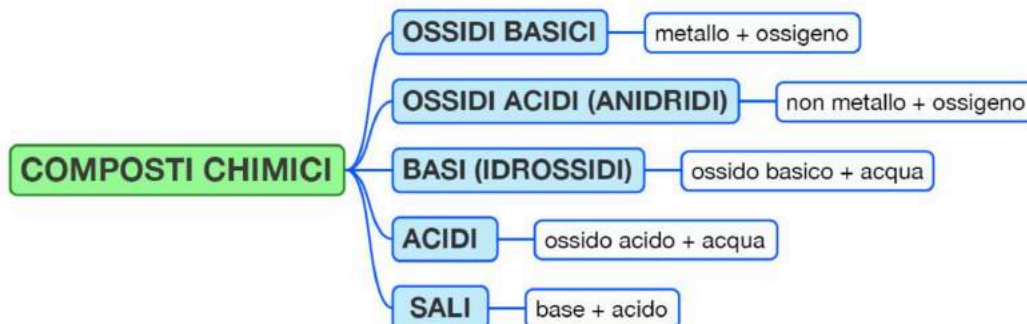 OSSIDI BASICI metallo + ossigeno
OSSIDI ACIDI (ANIDRIDI) non metallo + ossigeno
COMPOSTI CHIMICI
BASI (IDROSSIDI) ossido basico + acqua
ACIDI ossido acido + acqua
SALI base + acido